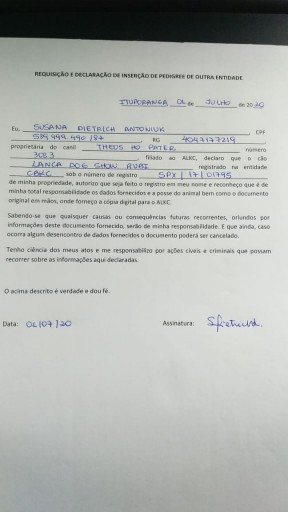 REQUISIÇÃO E DECLARAÇÃO DE INSERÇÃO DE PEDIGREE DE OUTRA ENTIDADE
ITUPORANGA, 01 de JULHO de 2020
Eu, SUSANA DIETRICH ANTONIUK CPF
589.999.490/87 RG 4047177219
proprietária do canil THEOS HO PATER número
3053 filiado ao ALKC, declaro que o cão
LANCA DOG SHOW RUBI registrado na entidade
CBKC sob o número de registro SPX/17/01795
de minha propriedade, autorizo que seja feito o registro em meu nome e reconheço que é de
minha total responsabilidade os dados fornecidos e a posse do animal bem como o documento
original em mãos, onde forneço a cópia digital para o ALKC.
Sabendo-se que quaisquer causas ou consequências futuras recorrentes, oriundos por
informações deste documento fornecido, serão de minha responsabilidade. E que ainda, caso
ocorra algum desencontro de dados fornecidos o documento poderá ser cancelado.
Tenho ciência dos meus atos e me responsabilizo por ações cíveis e criminais que possam
recorrer sobre as informações aqui declaradas.
O acima descrito é verdade e dou fé.
Data: 01/07/20 Assinatura: